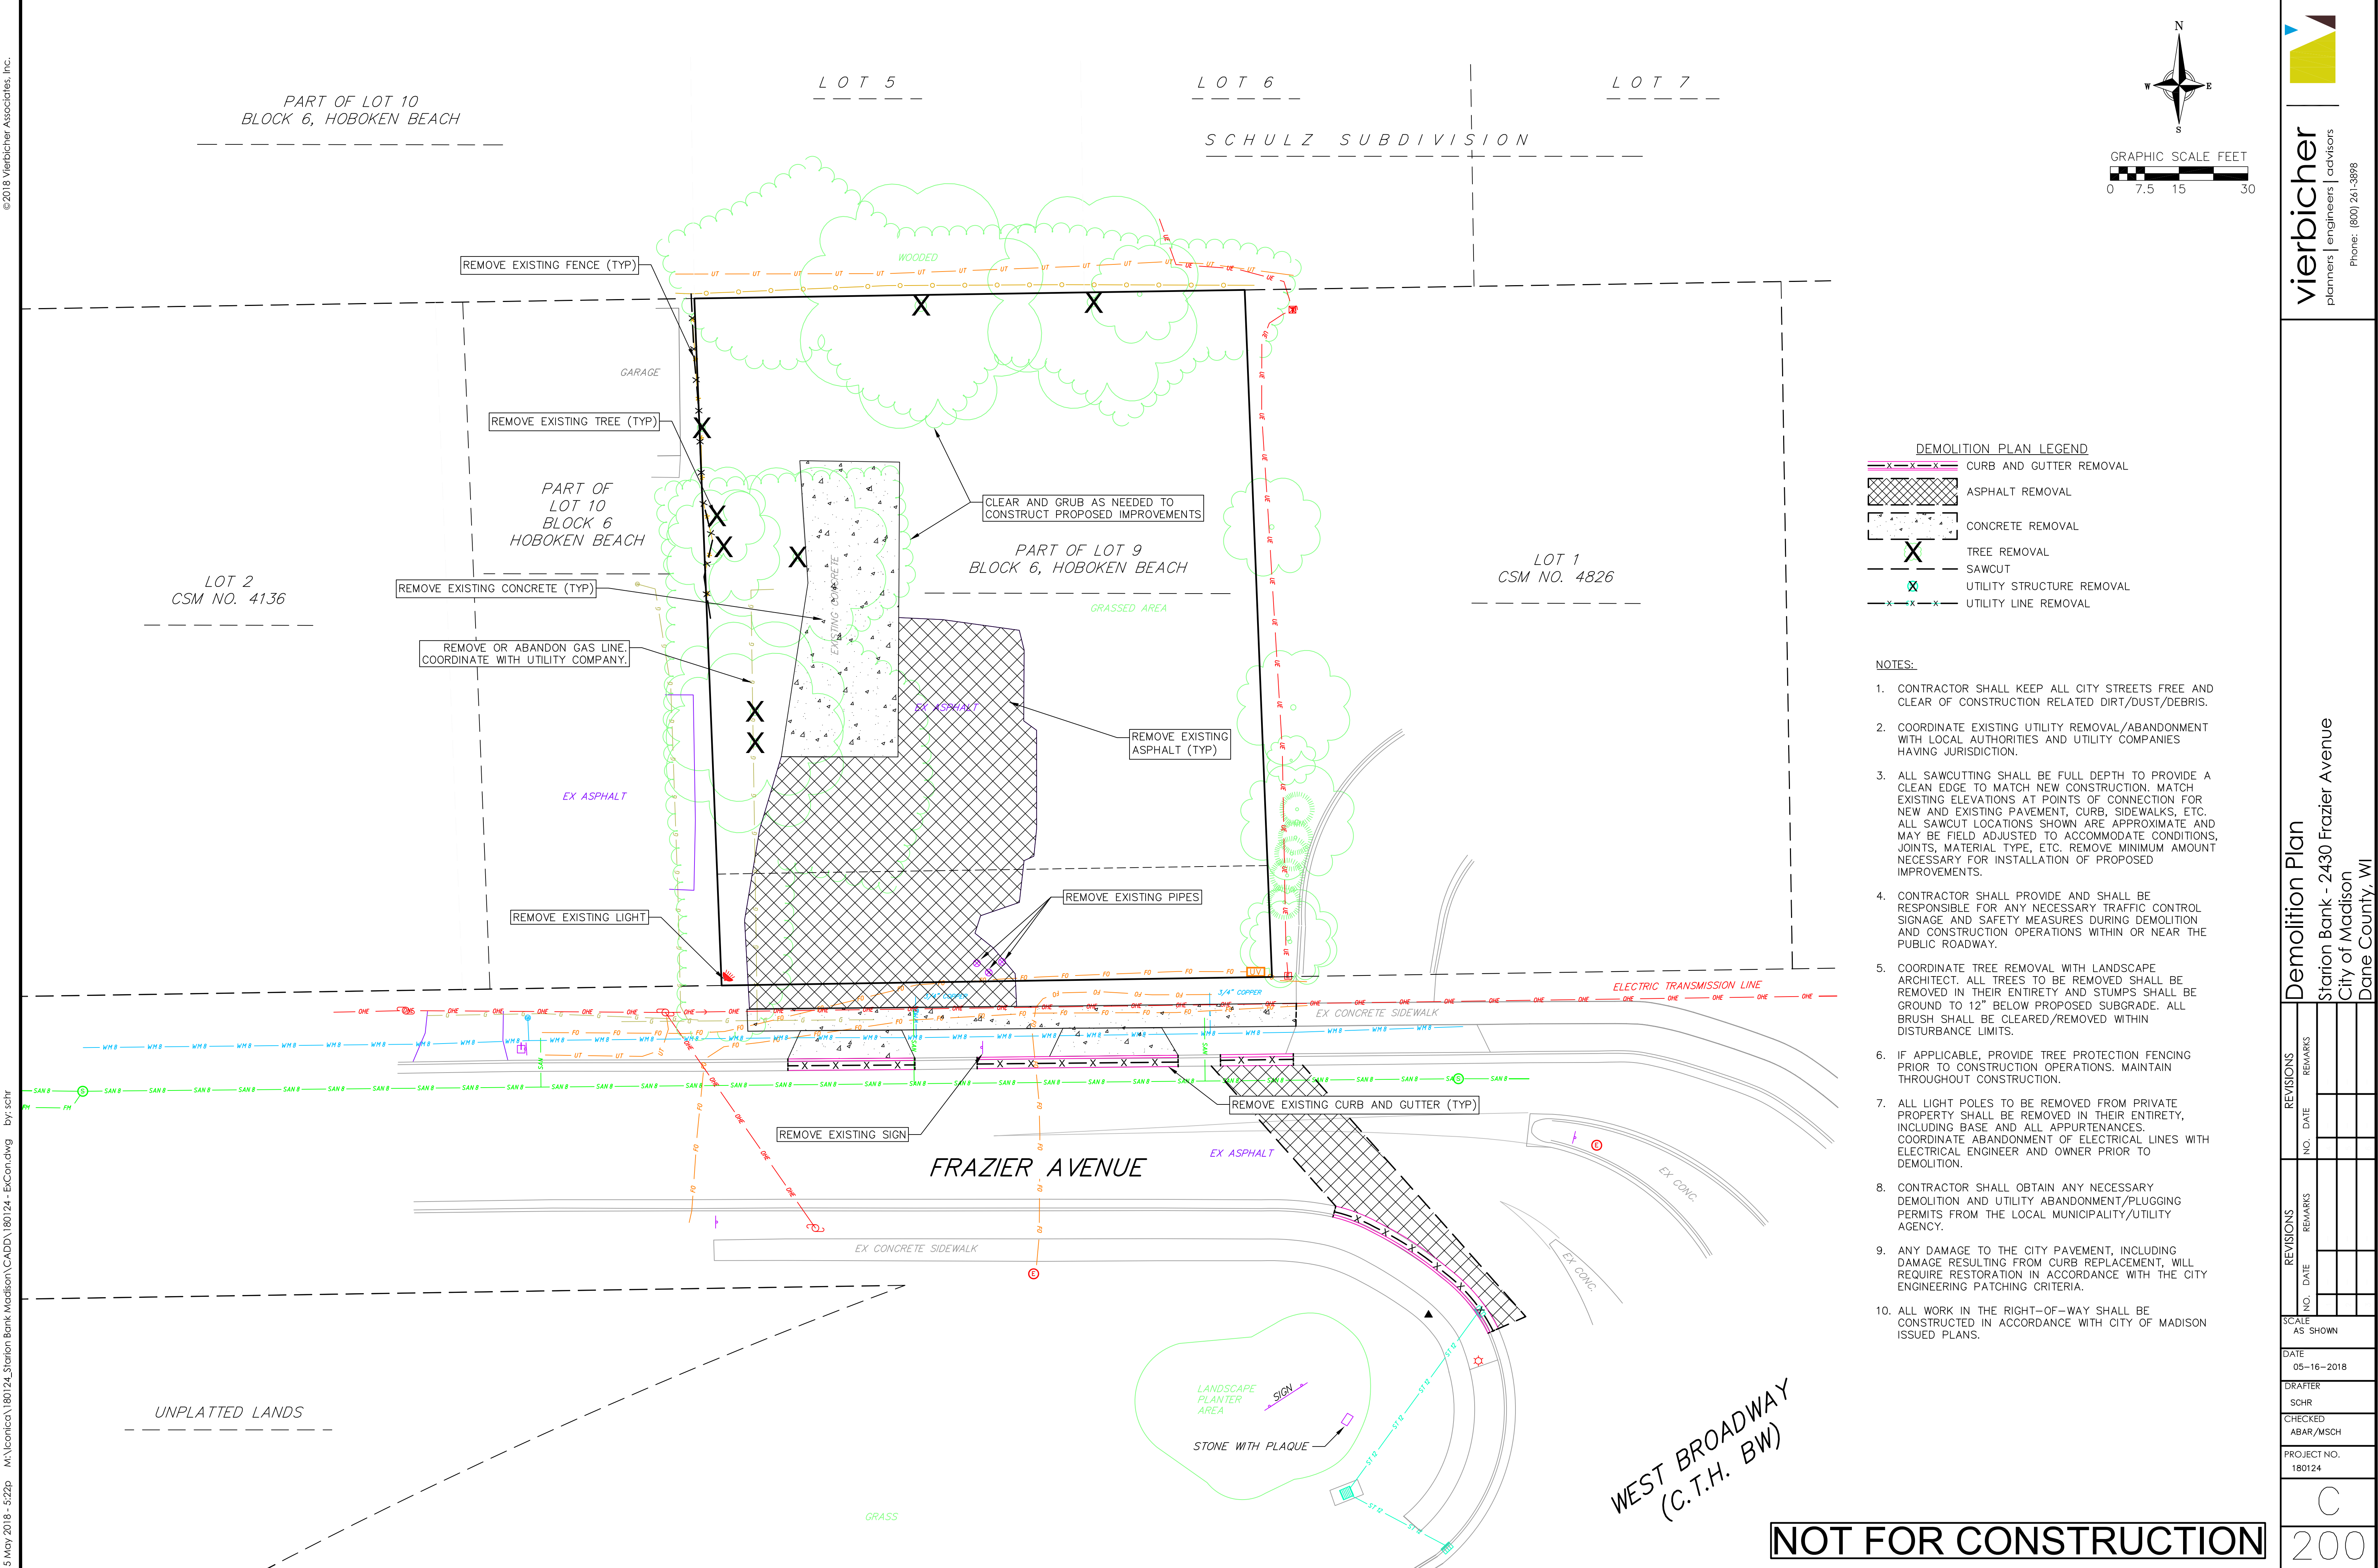 ©2018 Vierbicher Associates, Inc.
PART OF LOT 10
BLOCK 6, HOBOKEN BEACH
LOT 5
LOT 6
LOT 7
SCHULZ SUBDIVISION
N
W
E
S
GRAPHIC SCALE FEET
0 7.5 15 30
WOODED
REMOVE EXISTING FENCE (TYP)
GARAGE
REMOVE EXISTING TREE (TYP)
PART OF
LOT 10
BLOCK 6
HOBOKEN BEACH
CLEAR AND GRUB AS NEEDED TO
CONSTRUCT PROPOSED IMPROVEMENTS
PART OF LOT 9
BLOCK 6, HOBOKEN BEACH
LOT 2
CSM NO. 4136
LOT 1
CSM NO. 4826
REMOVE EXISTING CONCRETE (TYP)
EXISTING CONCRETE
GRASSED AREA
REMOVE OR ABANDON GAS LINE.
COORDINATE WITH UTILITY COMPANY.
EX ASPHALT
REMOVE EXISTING
ASPHALT (TYP)
EX ASPHALT
REMOVE EXISTING PIPES
REMOVE EXISTING LIGHT
UV
3/4" COPPER
3/4" COPPER
ELECTRIC TRANSMISSION LINE
EX CONCRETE SIDEWALK
REMOVE EXISTING CURB AND GUTTER (TYP)
REMOVE EXISTING SIGN
FRAZIER AVENUE
EX ASPHALT
EX CONC.
EX CONCRETE SIDEWALK
EX CONC.
LANDSCAPE
PLANTER
AREA
SIGN
STONE WITH PLAQUE
UNPLATTED LANDS
GRASS
WEST BROADWAY
(C.T.H. BW)
DEMOLITION PLAN LEGEND
CURB AND GUTTER REMOVAL
ASPHALT REMOVAL
CONCRETE REMOVAL
TREE REMOVAL
SAWCUT
UTILITY STRUCTURE REMOVAL
UTILITY LINE REMOVAL
NOTES:
1. CONTRACTOR SHALL KEEP ALL CITY STREETS FREE AND
CLEAR OF CONSTRUCTION RELATED DIRT/DUST/DEBRIS.
2. COORDINATE EXISTING UTILITY REMOVAL/ABANDONMENT
WITH LOCAL AUTHORITIES AND UTILITY COMPANIES
HAVING JURISDICTION.
3. ALL SAWCUTTING SHALL BE FULL DEPTH TO PROVIDE A
CLEAN EDGE TO MATCH NEW CONSTRUCTION. MATCH
EXISTING ELEVATIONS AT POINTS OF CONNECTION FOR
NEW AND EXISTING PAVEMENT, CURB, SIDEWALKS, ETC.
ALL SAWCUT LOCATIONS SHOWN ARE APPROXIMATE AND
MAY BE FIELD ADJUSTED TO ACCOMMODATE CONDITIONS,
JOINTS, MATERIAL TYPE, ETC. REMOVE MINIMUM AMOUNT
NECESSARY FOR INSTALLATION OF PROPOSED
IMPROVEMENTS.
4. CONTRACTOR SHALL PROVIDE AND SHALL BE
RESPONSIBLE FOR ANY NECESSARY TRAFFIC CONTROL
SIGNAGE AND SAFETY MEASURES DURING DEMOLITION
AND CONSTRUCTION OPERATIONS WITHIN OR NEAR THE
PUBLIC ROADWAY.
5. COORDINATE TREE REMOVAL WITH LANDSCAPE
ARCHITECT. ALL TREES TO BE REMOVED SHALL BE
REMOVED IN THEIR ENTIRETY AND STUMPS SHALL BE
GROUND TO 12" BELOW PROPOSED SUBGRADE. ALL
BRUSH SHALL BE CLEARED/REMOVED WITHIN
DISTURBANCE LIMITS.
6. IF APPLICABLE, PROVIDE TREE PROTECTION FENCING
PRIOR TO CONSTRUCTION OPERATIONS. MAINTAIN
THROUGHOUT CONSTRUCTION.
7. ALL LIGHT POLES TO BE REMOVED FROM PRIVATE
PROPERTY SHALL BE REMOVED IN THEIR ENTIRETY,
INCLUDING BASE AND ALL APPURTENANCES.
COORDINATE ABANDONMENT OF ELECTRICAL LINES WITH
ELECTRICAL ENGINEER AND OWNER PRIOR TO
DEMOLITION.
8. CONTRACTOR SHALL OBTAIN ANY NECESSARY
DEMOLITION AND UTILITY ABANDONMENT/PLUGGING
PERMITS FROM THE LOCAL MUNICIPALITY/UTILITY
AGENCY.
9. ANY DAMAGE TO THE CITY PAVEMENT, INCLUDING
DAMAGE RESULTING FROM CURB REPLACEMENT, WILL
REQUIRE RESTORATION IN ACCORDANCE WITH THE CITY
ENGINEERING PATCHING CRITERIA.
10. ALL WORK IN THE RIGHT-OF-WAY SHALL BE
CONSTRUCTED IN ACCORDANCE WITH CITY OF MADISON
ISSUED PLANS.
NOT FOR CONSTRUCTION
vierbicher
planners | engineers | advisors
Phone: (800) 261-3898
Demolition Plan
Starion Bank - 2430 Frazier Avenue
City of Madison
Dane County, WI
REVISIONS
NO. DATE REMARKS
REVISIONS
NO. DATE REMARKS
SCALE
AS SHOWN
DATE
05-16-2018
DRAFTER
SCHR
CHECKED
ABAR/MSCH
PROJECT NO.
180124
C
200
5 May 2018 - 5:22p M:\Iconica\180124_Starion Bank Madison\CADD\180124 - ExCon.dwg by: schr